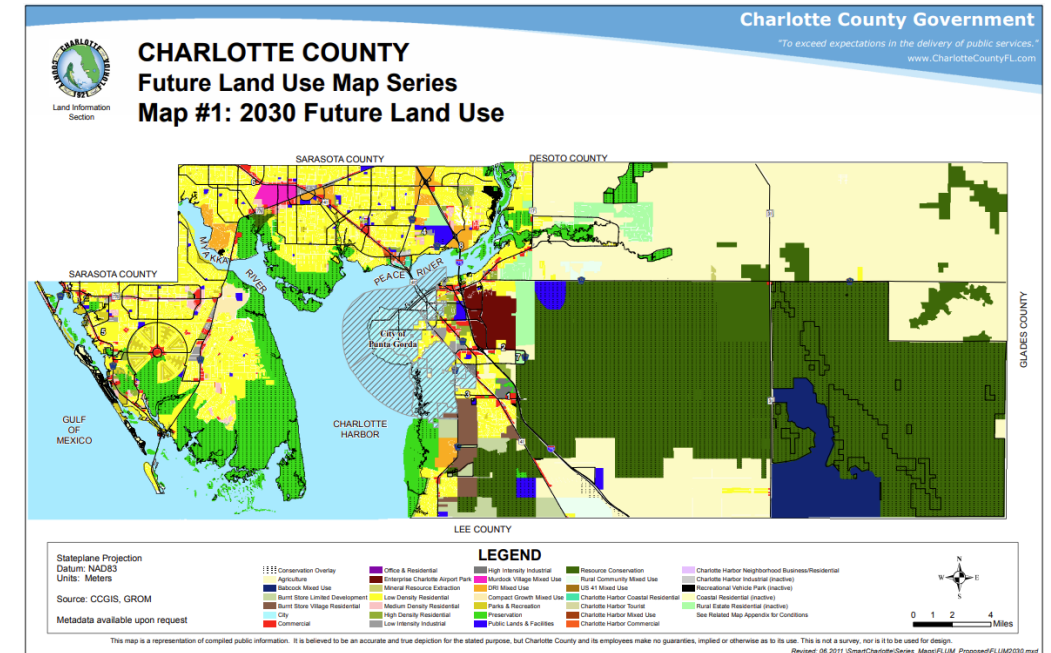 Charlotte County Government
"To exceed expectations in the delivery of public services."
www.CharlotteCountyFL.com
CHARLOTTE COUNTY
FLORIDA
1921
Land Information
Section
CHARLOTTE COUNTY
Future Land Use Map Series
Map #1: 2030 Future Land Use
SARASOTA COUNTY
DESOTO COUNTY
MYAKKA
RIVER
PEACE RIVER
SARASOTA COUNTY
City of
Punta Gorda
GLADES COUNTY
GULF
OF
MEXICO
CHARLOTTE
HARBOR
LEE COUNTY
LEGEND
Stateplane Projection
Datum: NAD83
Units: Meters
Source: CCGIS, GROM
Metadata available upon request
Conservation Overlay
Agriculture
Babcock Mixed Use
Burnt Store Limited Development
Burnt Store Village Residential
City
Commercial
Office & Residential
Enterprise Charlotte Airport Park
Mineral Resource Extraction
Low Density Residential
Medium Density Residential
High Density Residential
Low Intensity Industrial
High Intensity Industrial
Murdock Village Mixed Use
DRI Mixed Use
Compact Growth Mixed Use
Parks & Recreation
Preservation
Public Lands & Facilities
Resource Conservation
Rural Community Mixed Use
US 41 Mixed Use
Charlotte Harbor Coastal Residential
Charlotte Harbor Tourist
Charlotte Harbor Mixed Use
Charlotte Harbor Commercial
Charlotte Harbor Neighborhood Business/Residential
Charlotte Harbor Industrial (inactive)
Recreational Vehicle Park (inactive)
Coastal Residential (inactive)
Rural Estate Residential (inactive)
See Related Map Appendix for Conditions
N
W
E
S
0 1 2 4
Miles
This map is a representation of compiled public information. It is believed to be an accurate and true depiction for the stated purpose, but Charlotte County and its employees make no guaranties, implied or otherwise as to its use. This is not a survey, nor is it to be used for design.
Revised: 06.2011 \SmartCharlotte\Series_Maps\FLUM_Proposed\FLUM2030.mxd